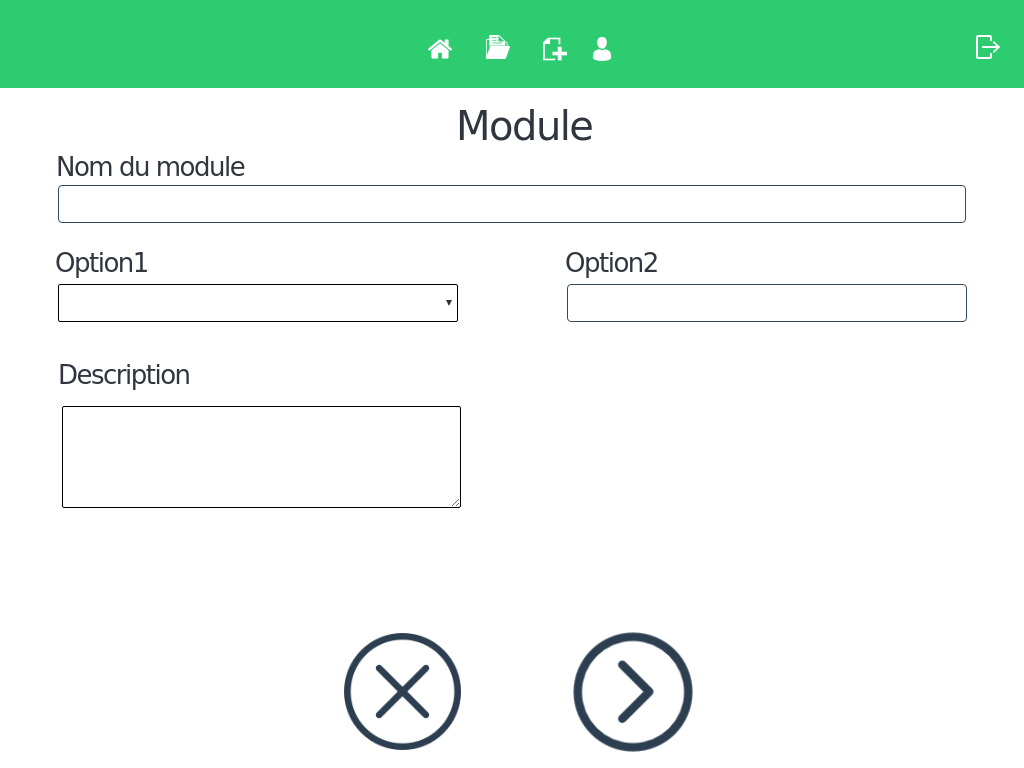 Module
Nom du module
Option1
Option2
Description